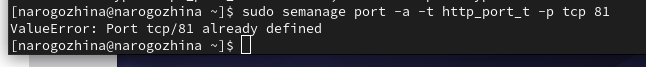 [narogozhina@narogozhina ~]$ sudo semanage port -a -t http_port_t -p tcp 81
ValueError: Port tcp/81 already defined
[narogozhina@narogozhina ~]$